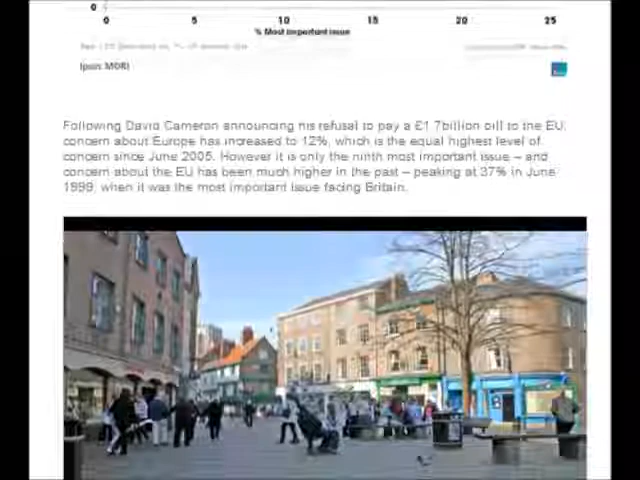 0
0 5 10 15 20 25
% Most important issue
Ipsos MORI
Following David Cameron announcing his refusal to pay a £1.7billion bill to the EU,
concern about Europe has increased to 12%, which is the equal highest level of
concern since June 2005. However it is only the ninth most important issue – and
concern about the EU has been much higher in the past – peaking at 37% in June
1999, when it was the most important issue facing Britain.